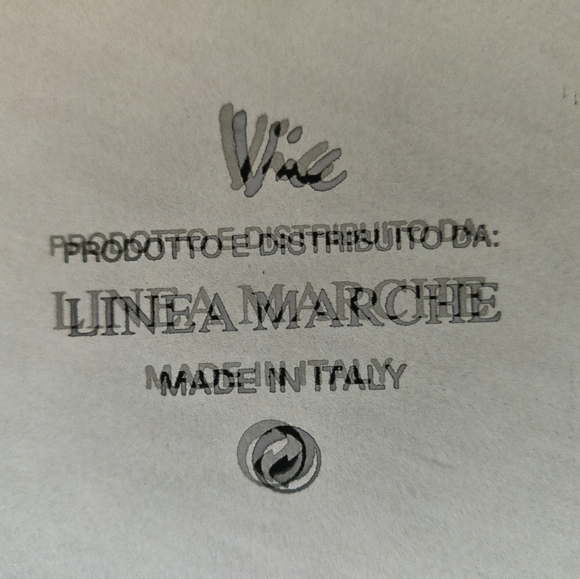 PRODOTTO E DISTRIBUITO DA:
LINEA MARCHE
MADE IN ITALY